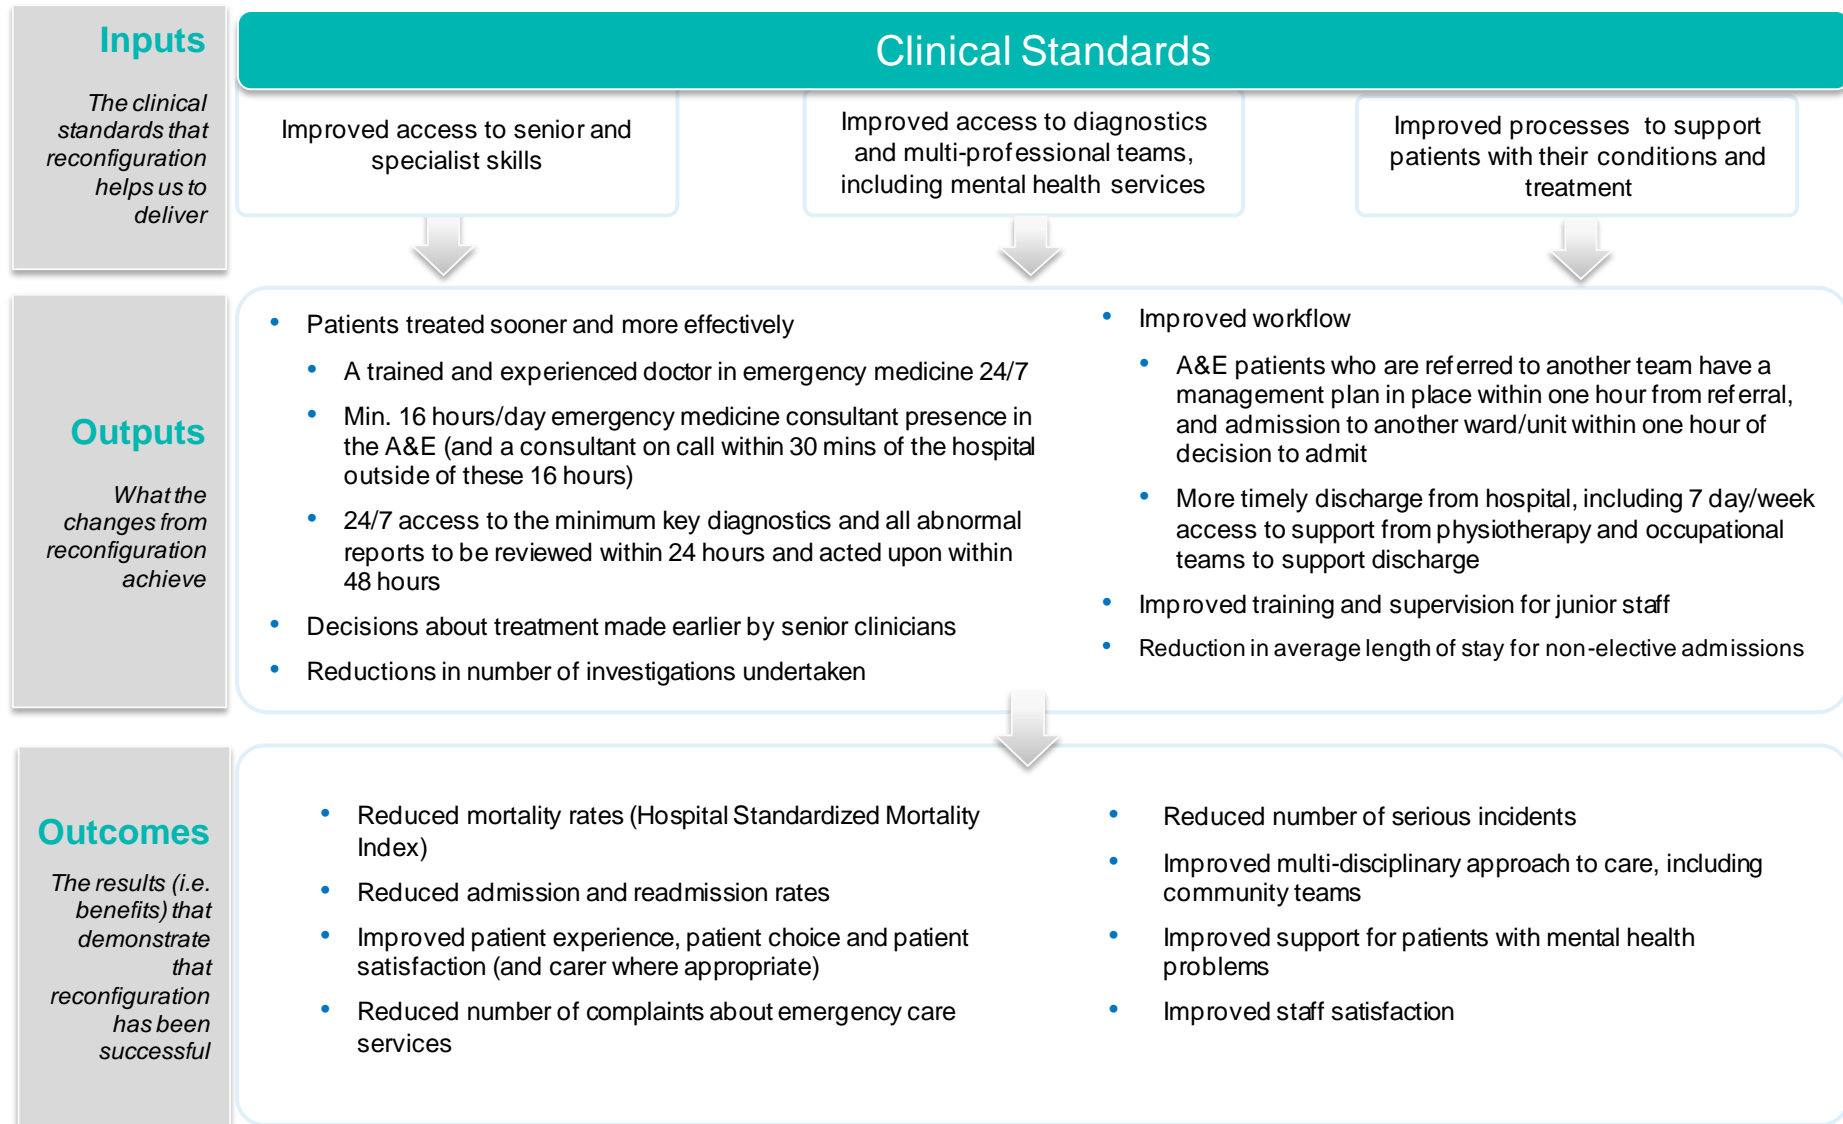 Inputs
The clinical
standards that
reconfiguration
helps us to
deliver
Clinical Standards
Improved access to senior and
specialist skills
Improved access to diagnostics
and multi-professional teams,
including mental health services
Improved processes to support
patients with their conditions and
treatment
Outputs
What the
changes from
reconfiguration
achieve
• Patients treated sooner and more effectively
• A trained and experienced doctor in emergency medicine 24/7
• Min. 16 hours/day emergency medicine consultant presence in
the A&E (and a consultant on call within 30 mins of the hospital
outside of these 16 hours)
• 24/7 access to the minimum key diagnostics and all abnormal
reports to be reviewed within 24 hours and acted upon within
48 hours
• Decisions about treatment made earlier by senior clinicians
• Reductions in number of investigations undertaken
• Improved workflow
• A&E patients who are referred to another team have a
management plan in place within one hour from referral,
and admission to another ward/unit within one hour of
decision to admit
• More timely discharge from hospital, including 7 day/week
access to support from physiotherapy and occupational
teams to support discharge
• Improved training and supervision for junior staff
• Reduction in average length of stay for non-elective admissions
Outcomes
The results (i.e.
benefits) that
demonstrate
that
reconfiguration
has been
successful
• Reduced mortality rates (Hospital Standardized Mortality
Index)
• Reduced admission and readmission rates
• Improved patient experience, patient choice and patient
satisfaction (and carer where appropriate)
• Reduced number of complaints about emergency care
services
• Reduced number of serious incidents
• Improved multi-disciplinary approach to care, including
community teams
• Improved support for patients with mental health
problems
• Improved staff satisfaction